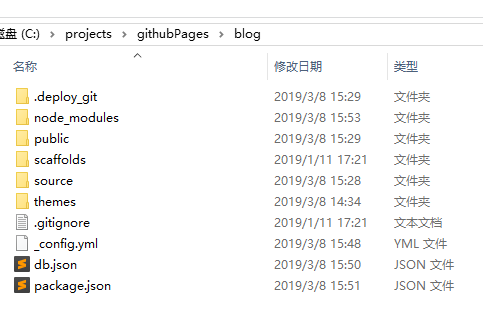 磁盘 (C:) projects githubPages blog
名称 修改日期 类型
.deploy_git 2019/3/8 15:29 文件夹
node_modules 2019/3/8 15:53 文件夹
public 2019/3/8 15:29 文件夹
scaffolds 2019/1/11 17:21 文件夹
source 2019/3/8 15:28 文件夹
themes 2019/3/8 14:34 文件夹
.gitignore 2019/1/11 17:21 文本文档
_config.yml 2019/3/8 15:48 YML 文件
db.json 2019/3/8 15:50 JSON 文件
package.json 2019/3/8 15:51 JSON 文件